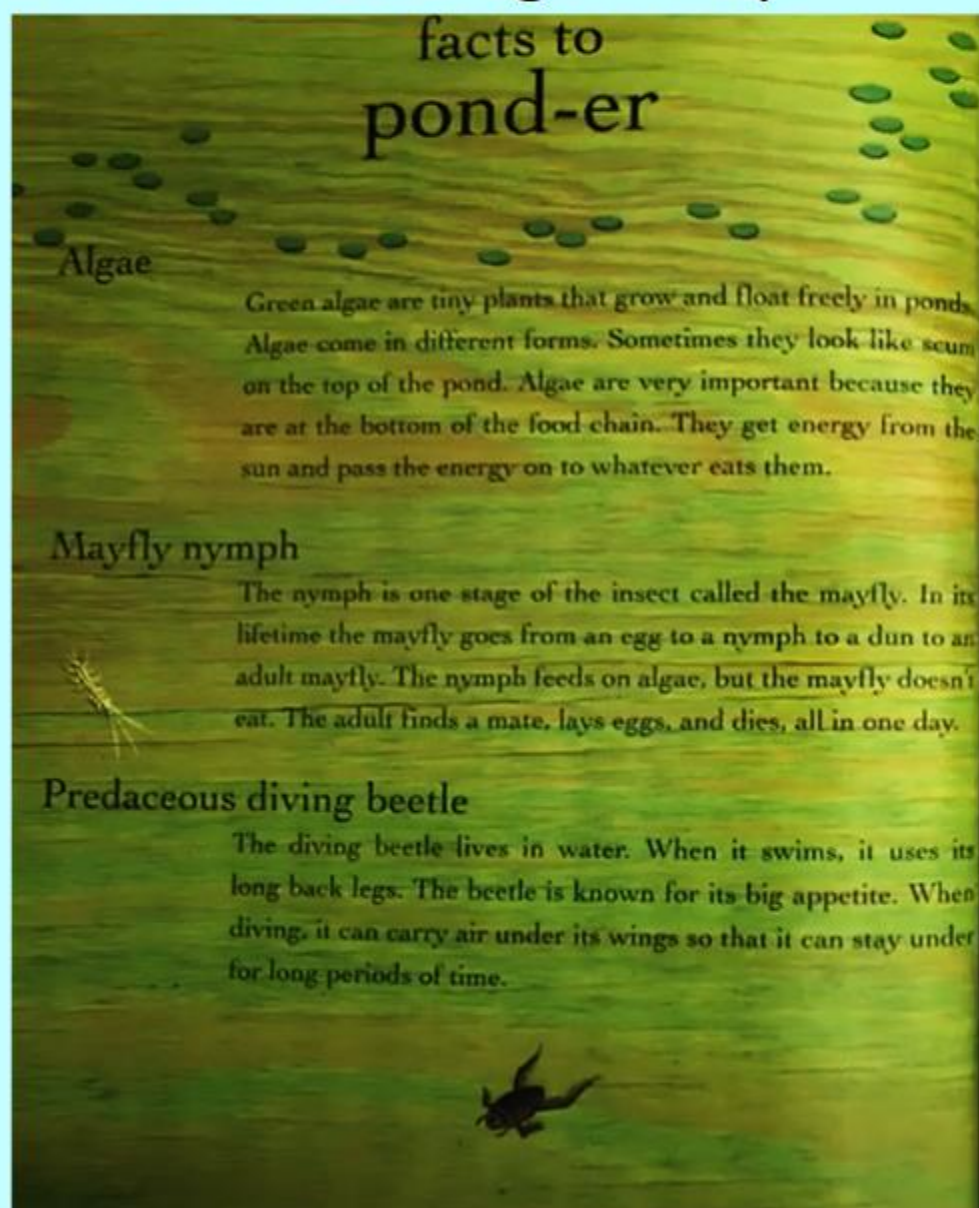 facts to
pond-er
Algae
Green algae are tiny plants that grow and float freely in ponds.
Algae come in different forms. Sometimes they look like scum
on the top of the pond. Algae are very important because they
are at the bottom of the food chain. They get energy from the
sun and pass the energy on to whatever eats them.
Mayfly nymph
The nymph is one stage of the insect called the mayfly. In its
lifetime the mayfly goes from an egg to a nymph to a dun to an
adult mayfly. The nymph feeds on algae, but the mayfly doesn't
eat. The adult finds a mate, lays eggs, and dies, all in one day.
Predaceous diving beetle
The diving beetle lives in water. When it swims, it uses its
long back legs. The beetle is known for its big appetite. When
diving, it can carry air under its wings so that it can stay under
for long periods of time.